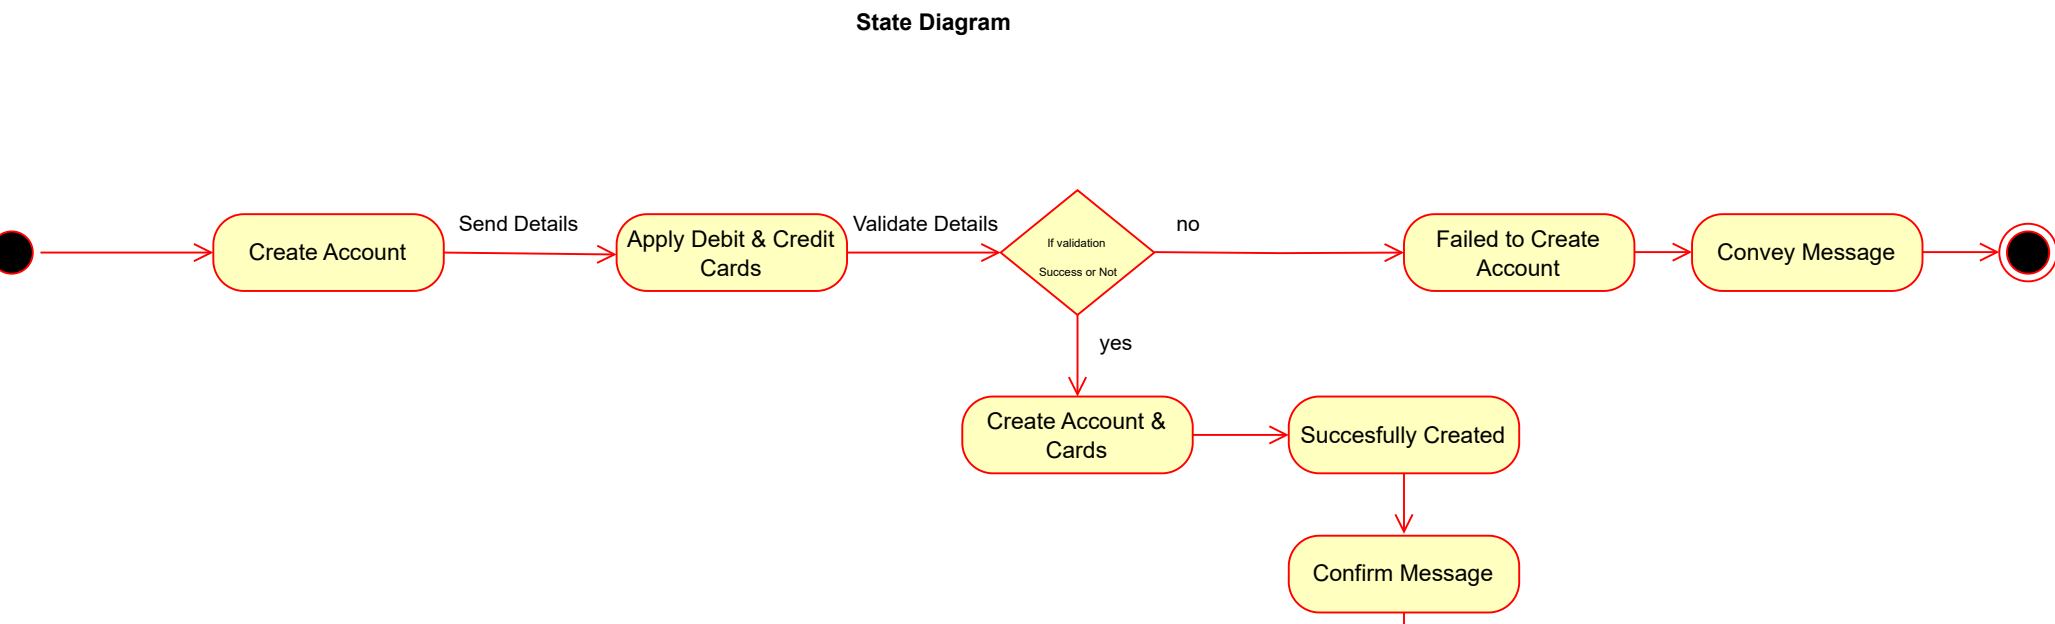 State Diagram
Create Account
Send Details
Apply Debit & Credit
Cards
Validate Details
If validation
Success or Not
no
Failed to Create
Account
Convey Message
yes
Create Account &
Cards
Succesfully Created
Confirm Message